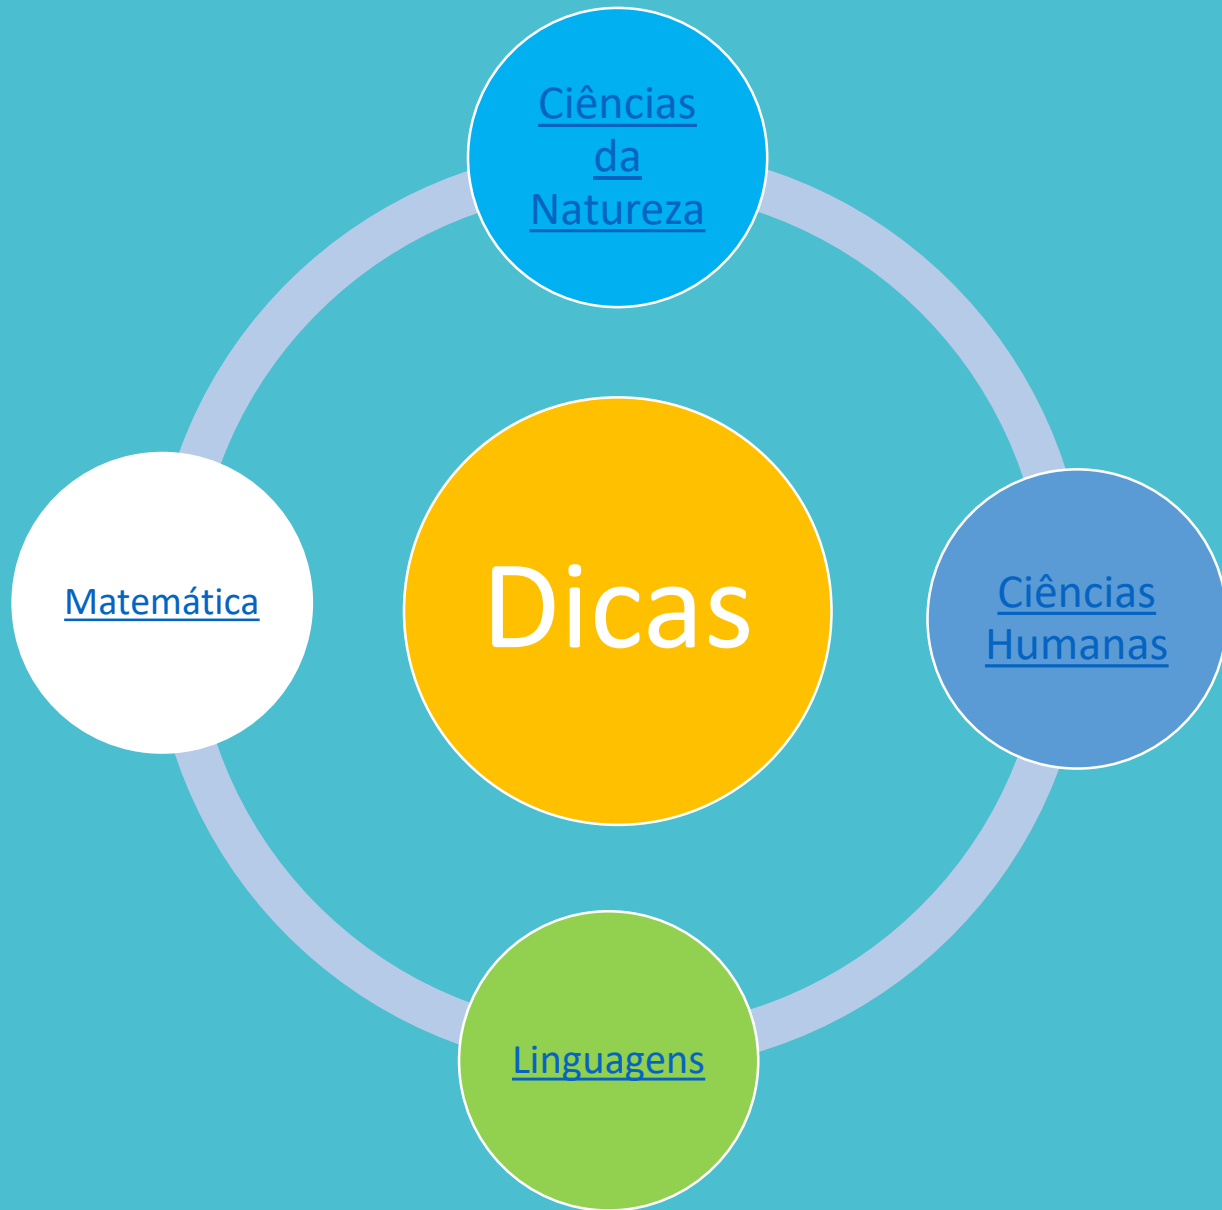 Ciências
da
Natureza
Dicas
Matemática
Ciências
Humanas
Linguagens